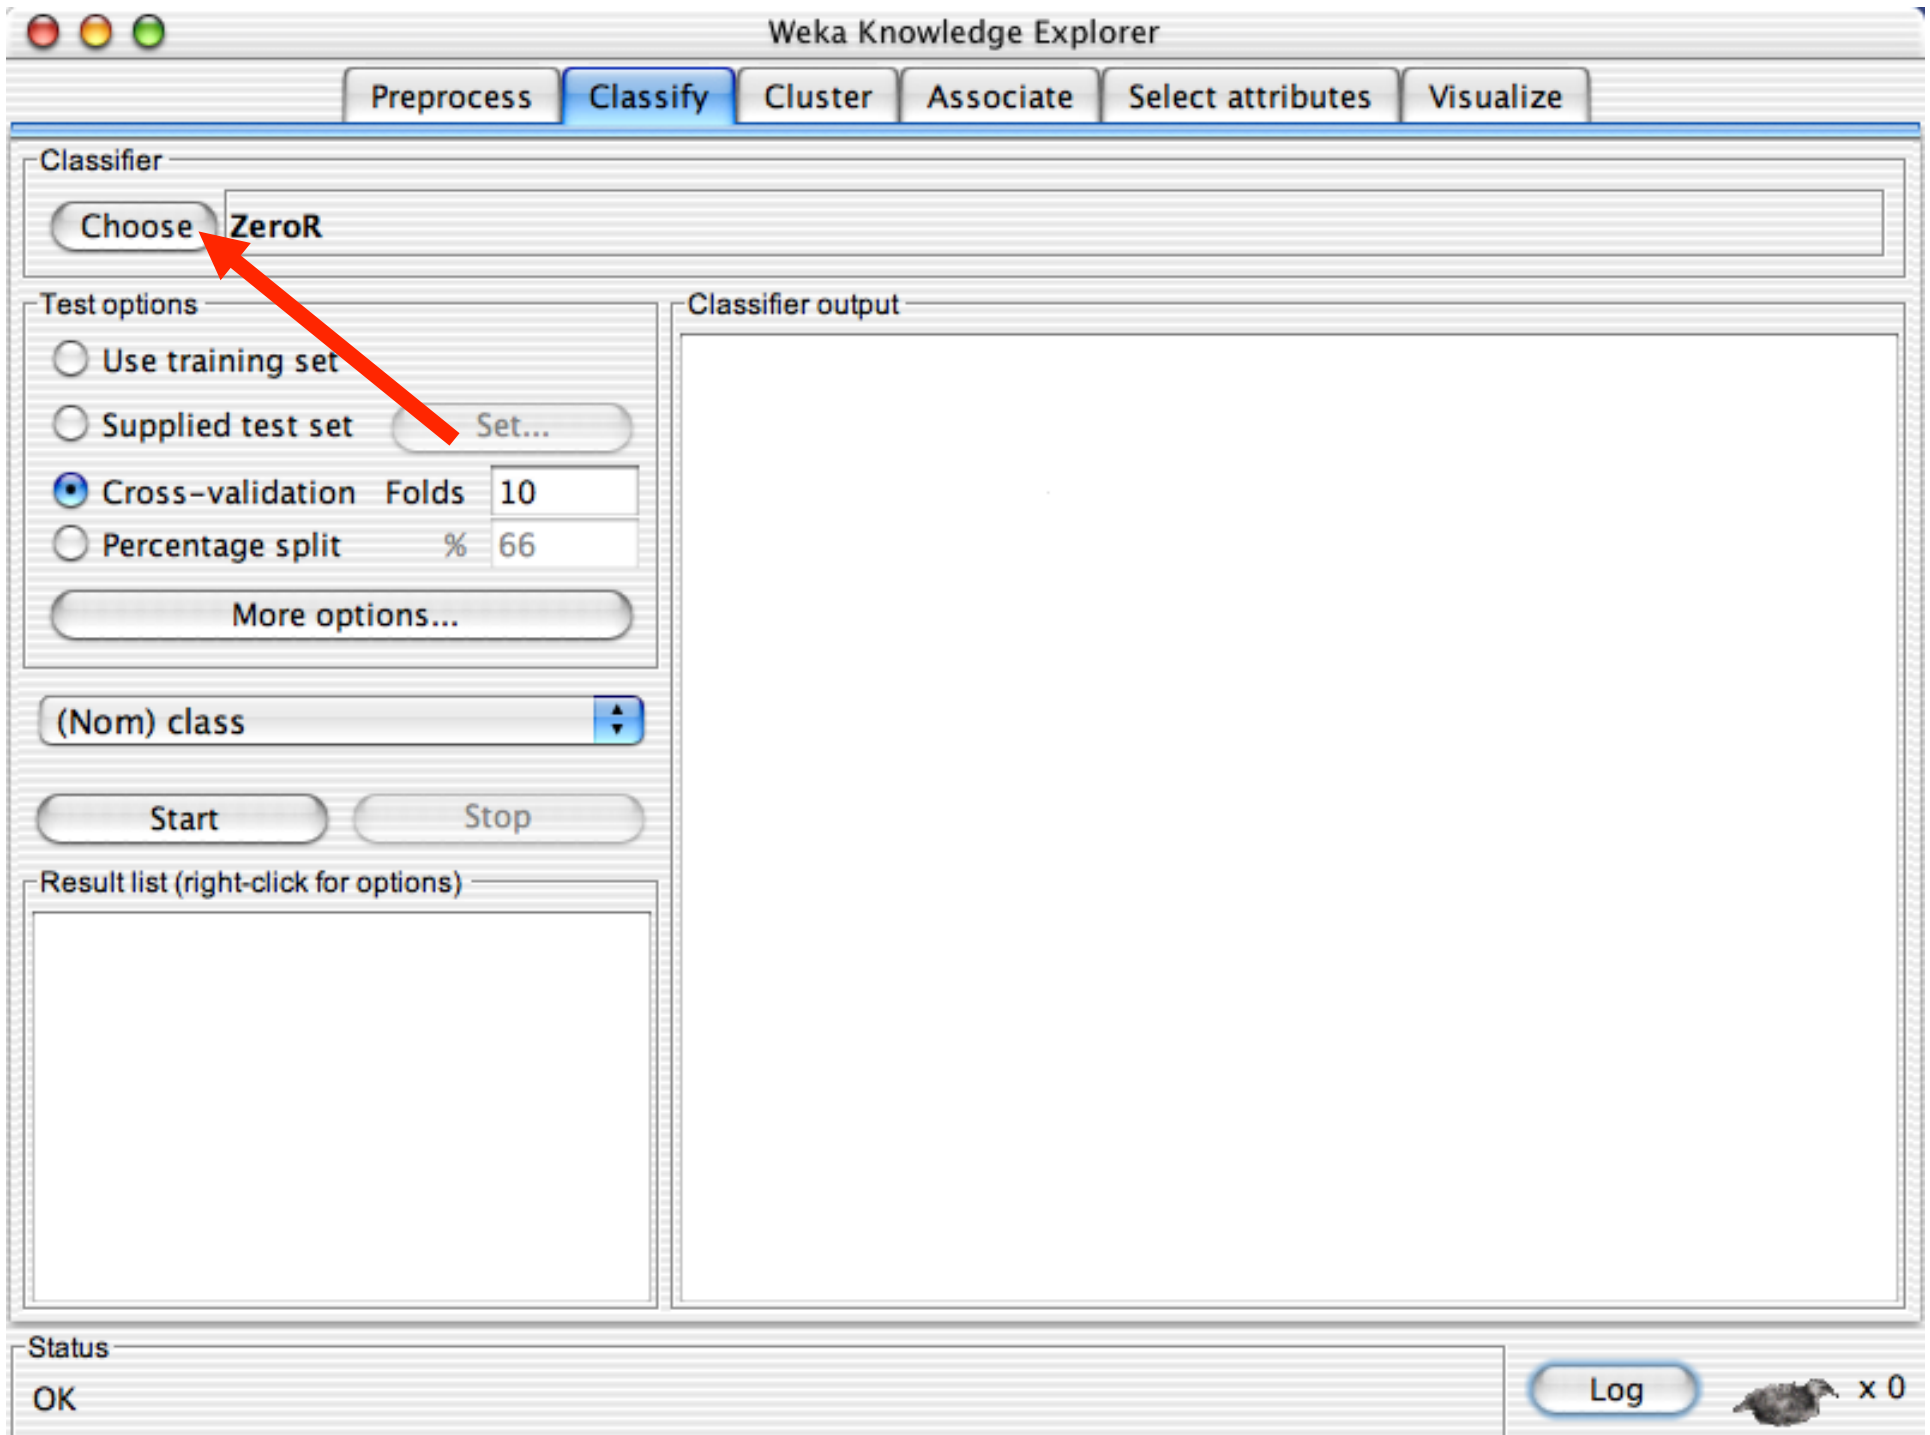 Weka Knowledge Explorer
Preprocess Classify Cluster Associate Select attributes Visualize
Classifier
Choose ZeroR
Test options
Use training set
Supplied test set Set...
Cross-validation Folds 10
Percentage split % 66
More options...
(Nom) class
Start Stop
Result list (right-click for options)
Classifier output
Status
OK
Log x 0